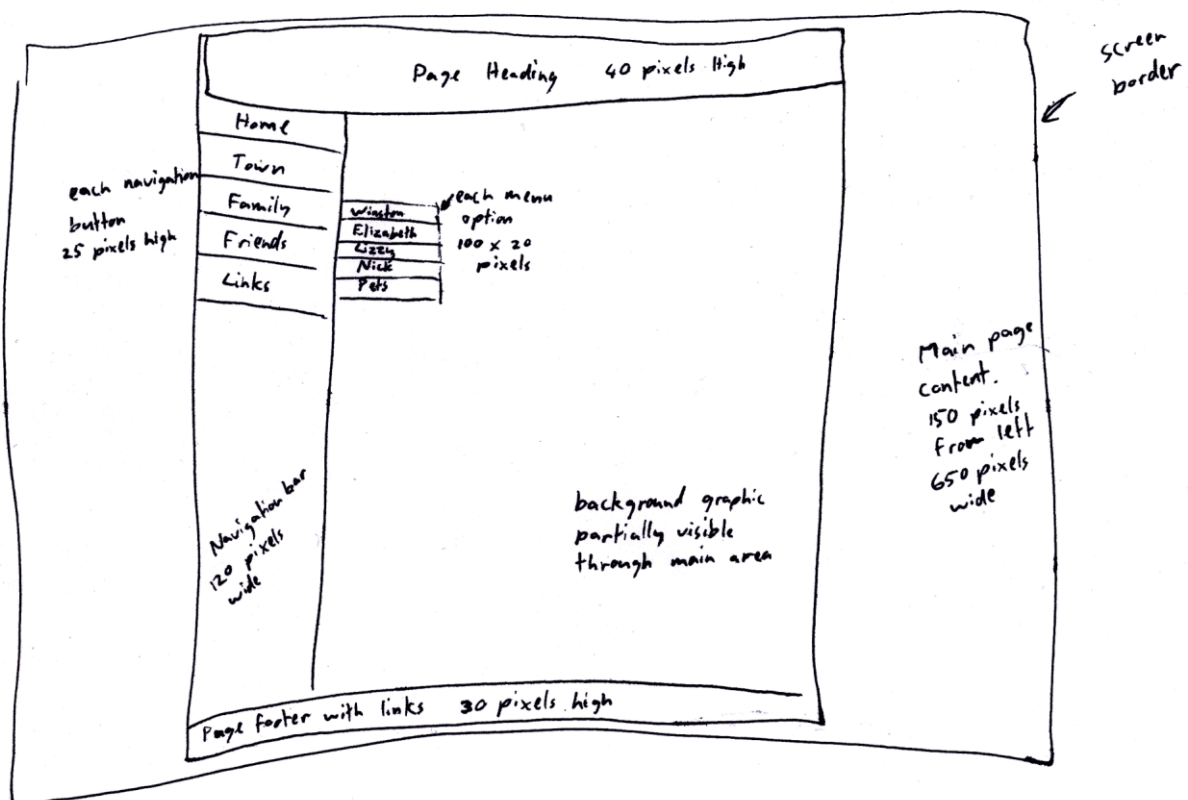 Page Heading 40 pixels High
screen
border
Home
Town
Family
Friends
Links
each navigation
button
25 pixels high
Winston
Elizabeth
Lizzy
Nick
Pets
each menu
option
100 x 20
pixels
Main page
content.
150 pixels
from left
650 pixels
wide
Navigation bar
120 pixels
wide
background graphic
partially visible
through main area
Page footer with links 30 pixels high